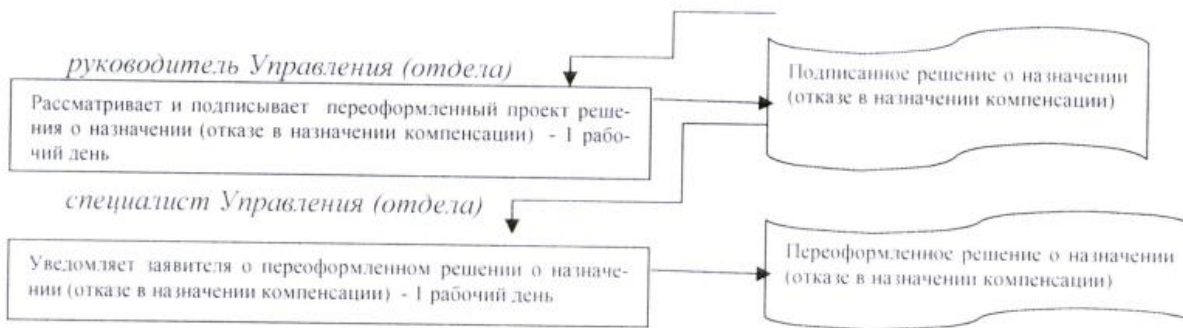 руководитель Управления (отдела)
Рассматривает и подписывает переоформленный проект реше-
ния о назначении (отказе в назначении компенсации) - 1 рабо-
чий день
Подписанное решение о назначении
(отказе в назначении компенсации)
специалист Управления (отдела)
Уведомляет заявителя о переоформленном решении о назначе-
нии (отказе в назначении компенсации) - 1 рабочий день
Переоформленное решение о назначении
(отказе в назначении компенсации)